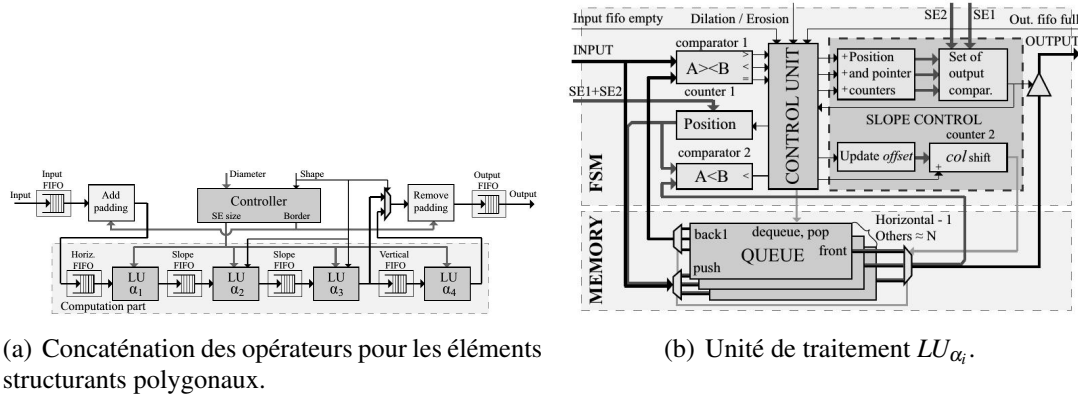 Input
Input
FIFO
Add
padding
Diameter
Shape
Controller
SE size
Border
Remove
padding
Output
FIFO
Output
Horiz.
FIFO
LU
α1
Slope
FIFO
LU
α2
Slope
FIFO
LU
α3
Vertical
FIFO
LU
α4
Computation part
(a) Concaténation des opérateurs pour les éléments
structurants polygonaux.
Input fifo empty
Dilation / Erosion
SE2
SE1
Out. fifo full
INPUT
OUTPUT
comparator 1
A><B
>
<
=
CONTROL UNIT
+ Position
+ and pointer
+ counters
Set of
output
compar.
SE1+SE2
counter 1
Position
SLOPE CONTROL
counter 2
comparator 2
A<B
<
Update offset
col shift
+
FSM
MEMORY
back1
dequeue, pop
QUEUE
front
push
Horizontal - 1
Others ≈ N
(b) Unité de traitement LUαi.